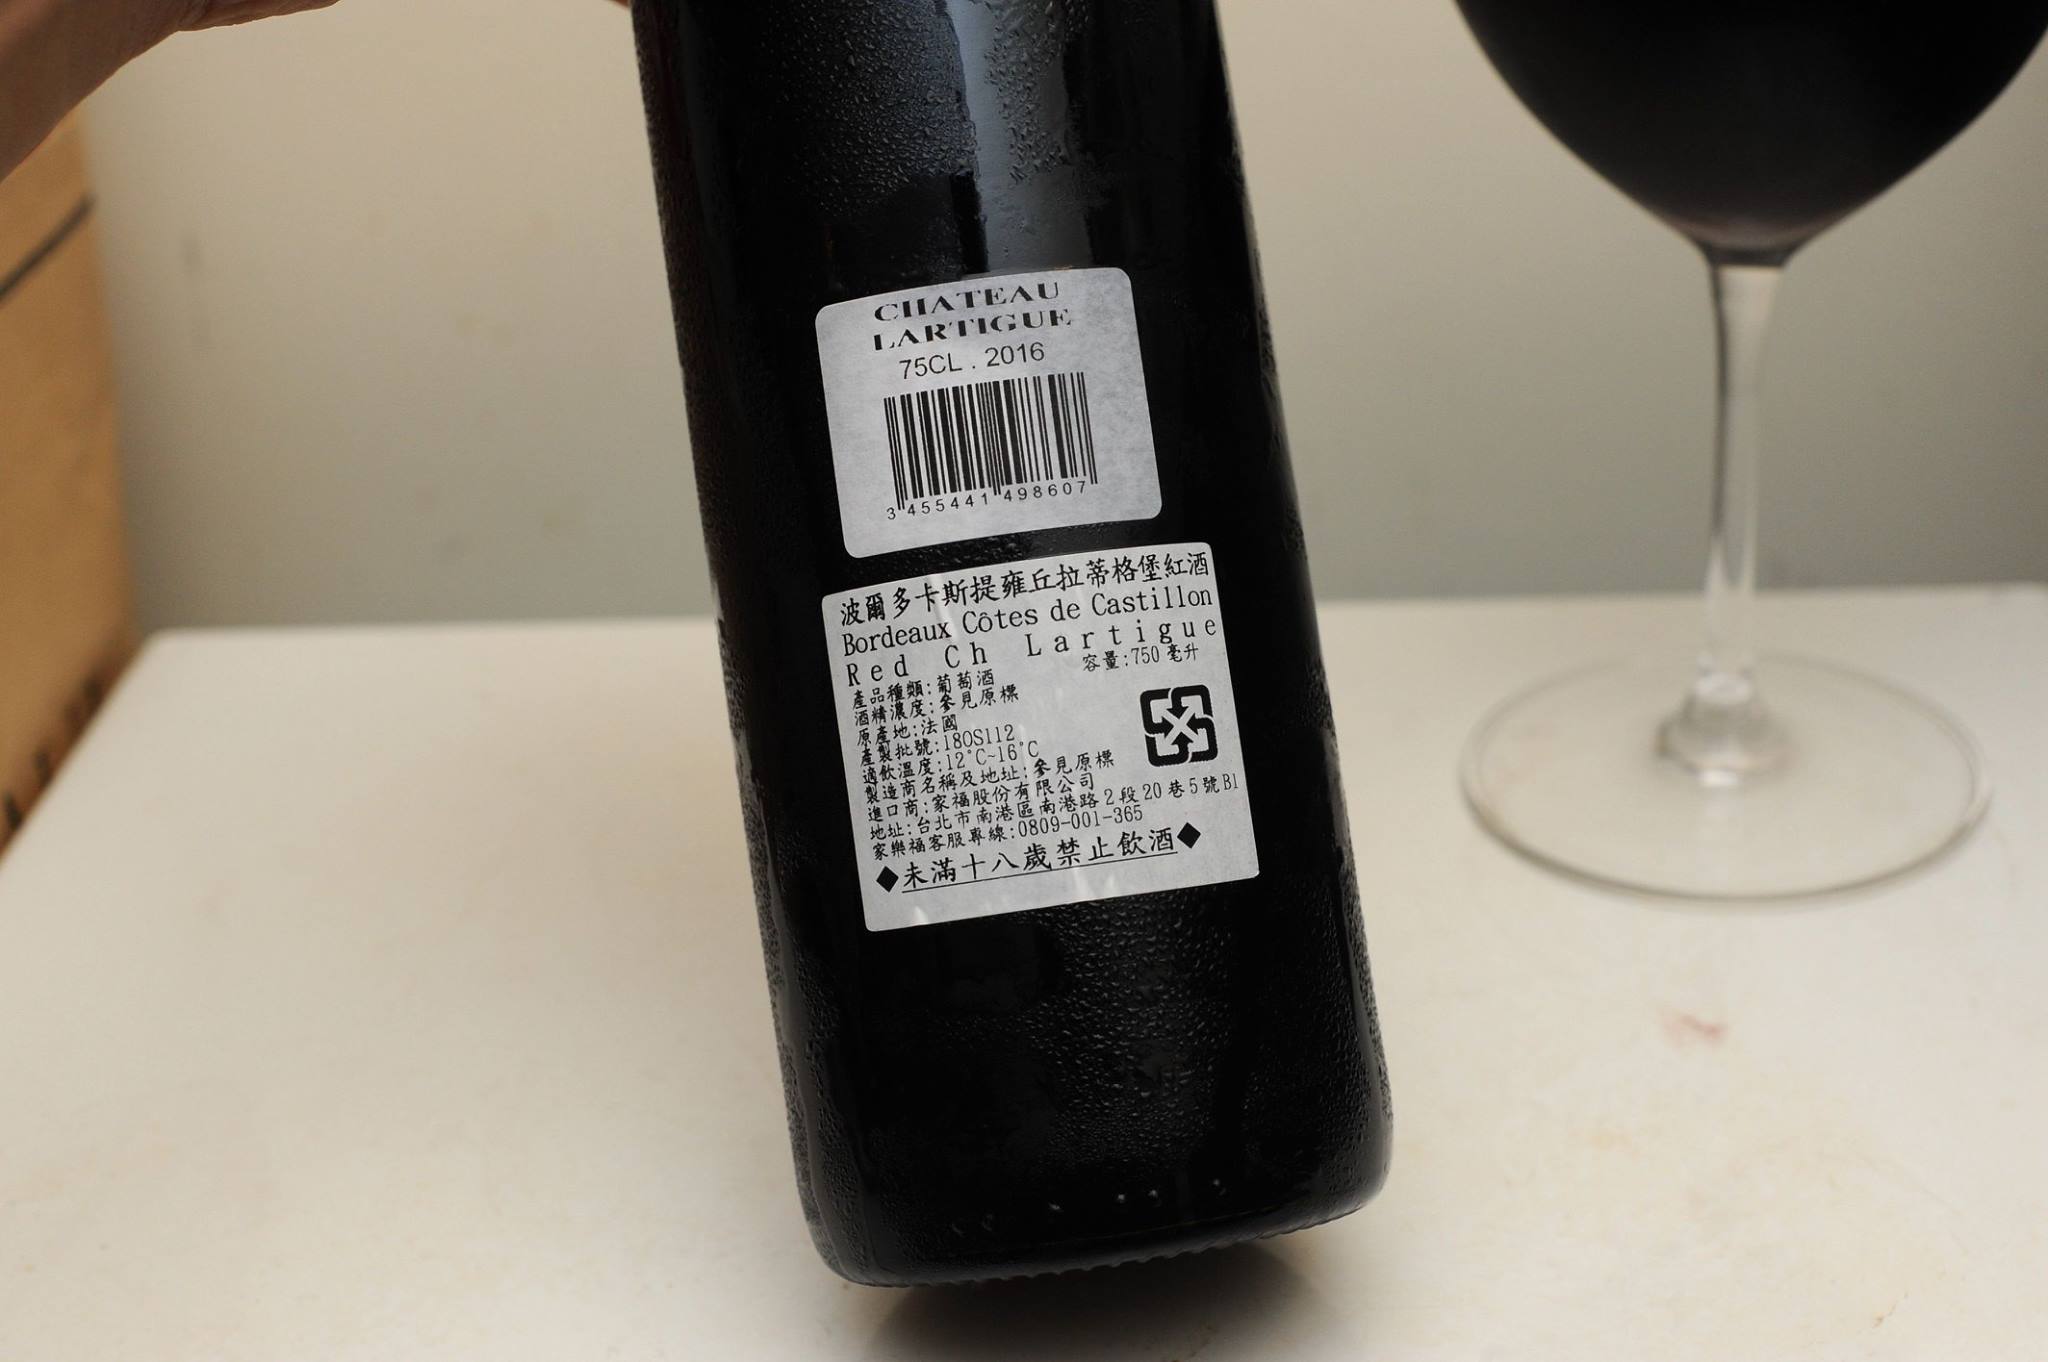 CHATEAU
LARTIGUE
75CL . 2016
3 455441 498607
波爾多卡斯提雍丘拉蒂格堡紅酒
Bordeaux Côtes de Castillon
Red Ch Lartigue
容量:750毫升
產品種類:葡萄酒
酒精濃度:參見原標
原產地:法國
產製批號:180S112
適飲溫度:12°C~16°C
製造商名稱及地址:參見原標
進口商:家福股份有限公司
地址:台北市南港區南港路2段20巷5號B1
家樂福客服專線:0809-001-365
◆未滿十八歲禁止飲酒◆